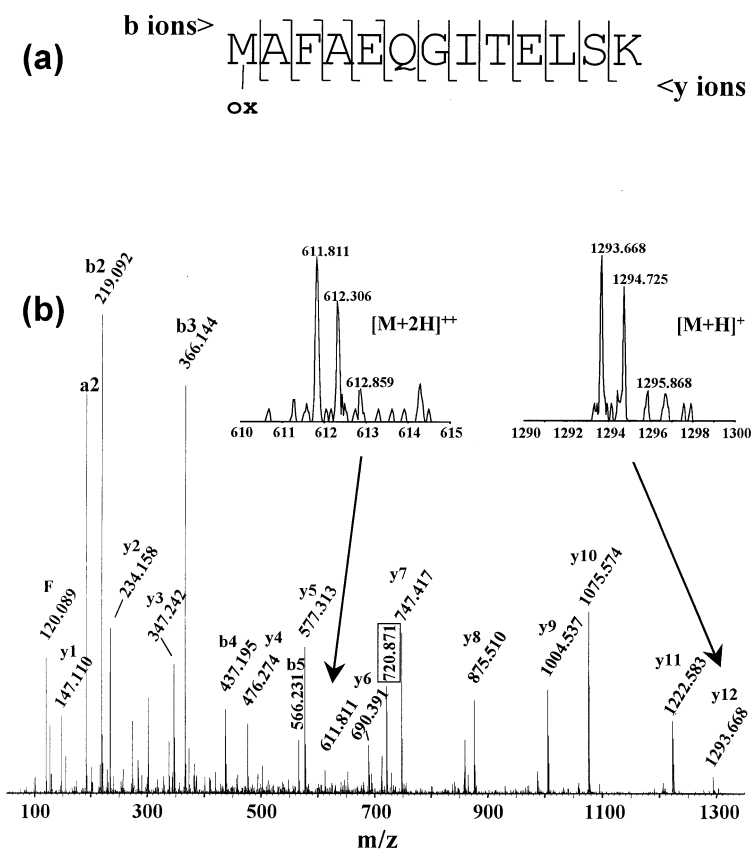 b ions>
(a)
MAFAEQGITELSK
<y ions
ox
(b)
b2
219.092
b3
366.144
a2
611.811
612.306
612.859
[M+2H]++
610 611 612 613 614 615
1293.668
1294.725
1295.868
[M+H]+
1290 1292 1294 1296 1298 1300
F
120.089
y1
147.110
y2
234.158
y3
347.242
b4
437.195
y4
476.274
b5
566.231
y5
577.313
611.811
y6
690.391
720.871
y7
747.417
y8
875.510
y9
1004.537
y10
1075.574
y11
1222.583
y12
1293.668
100 300 500 700 900 1100 1300
m/z